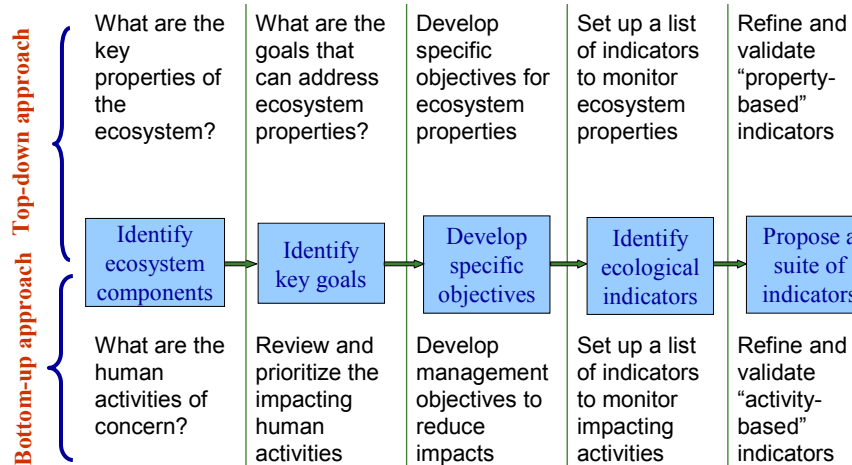 Top-down approach
What are the
key
properties of
the
ecosystem?
What are the
goals that
can address
ecosystem
properties?
Develop
specific
objectives for
ecosystem
properties
Set up a list
of indicators
to monitor
ecosystem
properties
Refine and
validate
“property-
based”
indicators
Identify
ecosystem
components
Identify
key goals
Develop
specific
objectives
Identify
ecological
indicators
Propose a
suite of
indicators
Bottom-up approach
What are the
human
activities of
concern?
Review and
prioritize the
impacting
human
activities
Develop
management
objectives to
reduce
impacts
Set up a list
of indicators
to monitor
impacting
activities
Refine and
validate
“activity-
based”
indicators